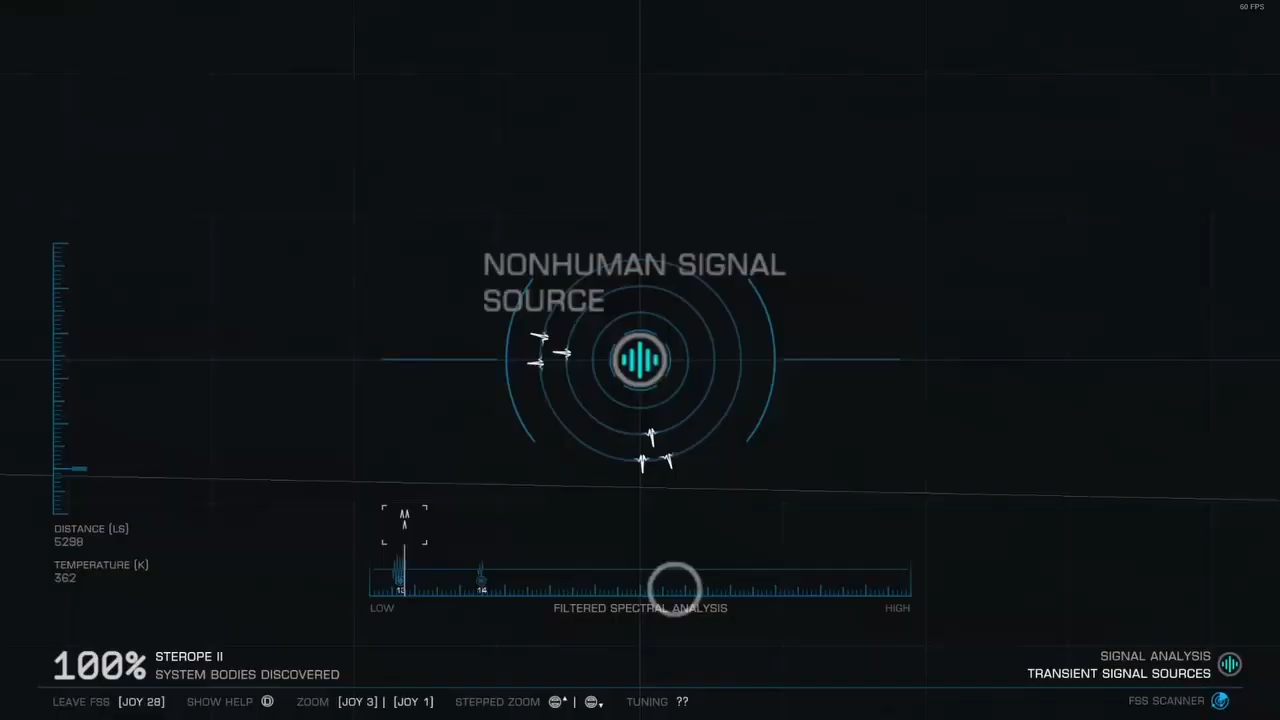 60 FPS
NONHUMAN SIGNAL
SOURCE
DISTANCE (LS)
5298
TEMPERATURE (K)
362
13
14
LOW
FILTERED SPECTRAL ANALYSIS
HIGH
100%
STEROPE II
SYSTEM BODIES DISCOVERED
SIGNAL ANALYSIS
TRANSIENT SIGNAL SOURCES
LEAVE FSS [JOY 28] SHOW HELP D ZOOM [JOY 3] | [JOY 1] STEPPED ZOOM | TUNING ??
FSS SCANNER